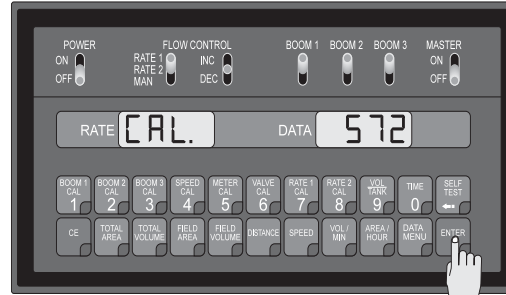 POWER
ON
OFF
FLOW CONTROL
RATE 1
RATE 2
MAN
INC
DEC
BOOM 1 BOOM 2 BOOM 3
MASTER
ON
OFF
RATE CAL. DATA 572
BOOM 1 CAL 1
BOOM 2 CAL 2
BOOM 3 CAL 3
SPEED CAL 4
METER CAL 5
VALVE CAL 6
RATE 1 CAL 7
RATE 2 CAL 8
VOL TANK 9
TIME 0
SELF TEST
CE
TOTAL AREA
TOTAL VOLUME
FIELD AREA
FIELD VOLUME
DISTANCE
SPEED
VOL / MIN
AREA / HOUR
DATA MENU
ENTER